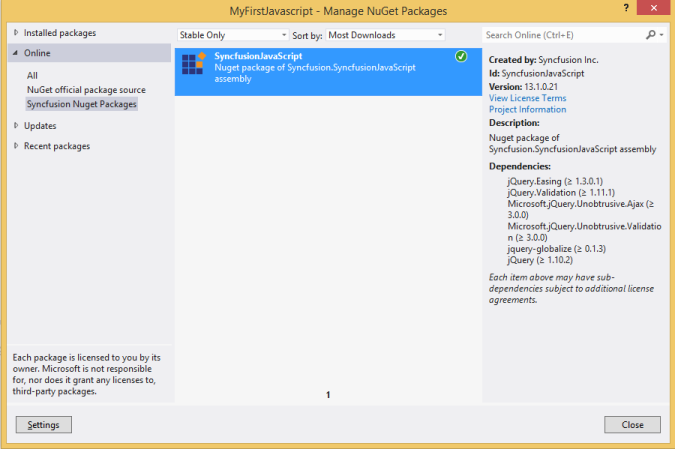 MyFirstJavascript - Manage NuGet Packages
?
Installed packages
Online
All
NuGet official package source
Syncfusion Nuget Packages
Updates
Recent packages
Each package is licensed to you by its
owner. Microsoft is not responsible
for, nor does it grant any licenses to,
third-party packages.
Settings
Stable Only
Sort by: Most Downloads
SyncfusionJavaScript
Nuget package of Syncfusion.SyncfusionJavaScript
assembly
1
Search Online (Ctrl+E)
Created by: Syncfusion Inc.
Id: SyncfusionJavaScript
Version: 13.1.0.21
View License Terms
Project Information
Description:
Nuget package of
Syncfusion.SyncfusionJavaScript assembly
Dependencies:
jQuery.Easing (≥ 1.3.0.1)
jQuery.Validation (≥ 1.11.1)
Microsoft.jQuery.Unobtrusive.Ajax (≥
3.0.0)
Microsoft.jQuery.Unobtrusive.Validatio
n (≥ 3.0.0)
jquery-globalize (≥ 0.1.3)
jQuery (≥ 1.10.2)
Each item above may have sub-
dependencies subject to additional license
agreements.
Close